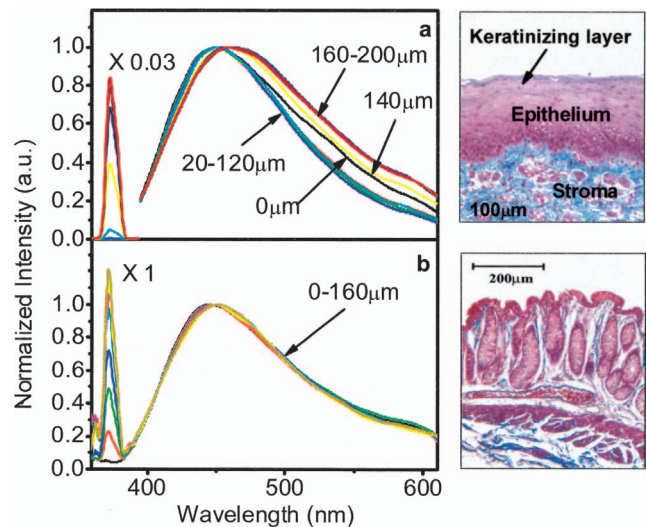 a
X 0.03
160-200µm
140µm
20-120µm
0µm
1.0
0.8
0.6
0.4
0.2
0.0
b
X 1
0-160µm
1.0
0.8
0.6
0.4
0.2
0.0
400
500
600
Normalized Intensity (a.u.)
Wavelength (nm)
Keratinizing layer
Epithelium
Stroma
100µm
200µm